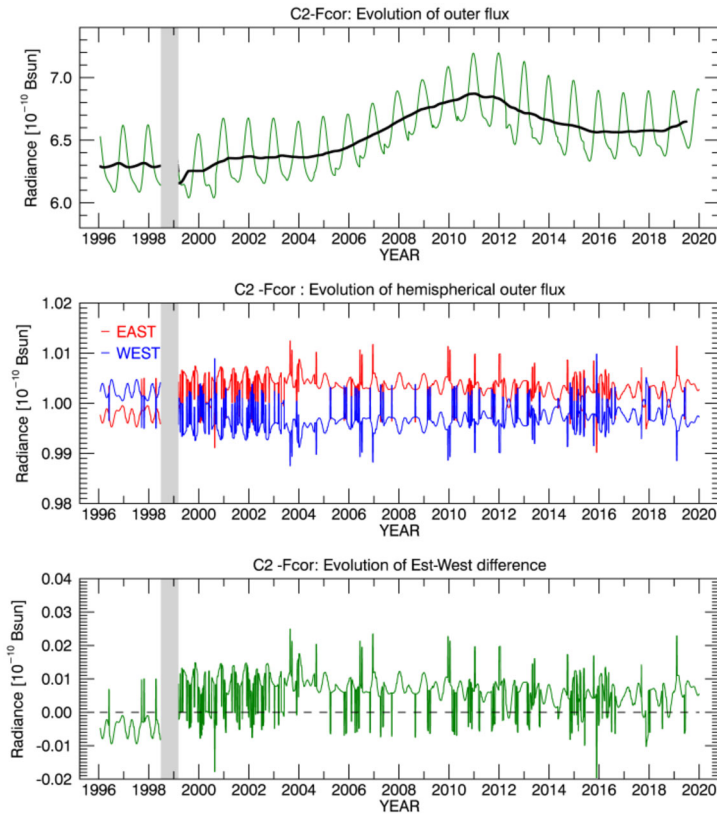 C2-Fcor: Evolution of outer flux
Radiance [10⁻¹⁰ Bsun]
7.0
6.5
6.0
1996 1998 2000 2002 2004 2006 2008 2010 2012 2014 2016 2018 2020
YEAR
C2 -Fcor : Evolution of hemispherical outer flux
Radiance [10⁻¹⁰ Bsun]
1.02
1.01
1.00
0.99
0.98
EAST
WEST
1996 1998 2000 2002 2004 2006 2008 2010 2012 2014 2016 2018 2020
YEAR
C2 -Fcor: Evolution of Est-West difference
Radiance [10⁻¹⁰ Bsun]
0.04
0.03
0.02
0.01
0.00
-0.01
-0.02
1996 1998 2000 2002 2004 2006 2008 2010 2012 2014 2016 2018 2020
YEAR